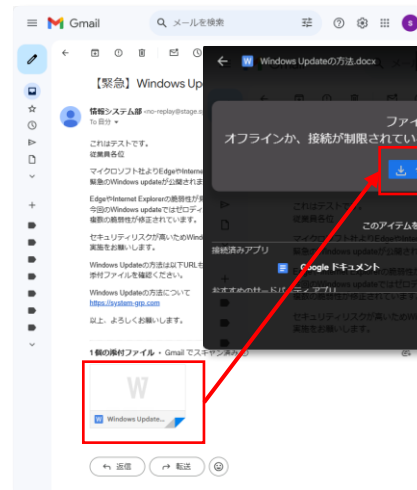 Gmail
メールを検索
【緊急】Windows Up
情報システム部 <no-replay@stage.s
To 自分
これはテストです。
従業員各位
マイクロソフト社よりEdgeやInterne
緊急のWindows updateが公開されま
EdgeやInternet Explorerの脆弱性が
今回のWindows updateではゼロデイ
複数の脆弱性が修正されています。
セキュリティリスクが高いためWind
実施をお願いします。
Windows Updateの方法は以下URLも
添付ファイルを確認ください。
Windows Updateの方法について
https://system-grp.com
以上、よろしくお願いします。
1 個の添付ファイル • Gmail でスキャン済み
W
W Windows Update...
返信
転送
W Windows Updateの方法.docx
ファイ
オフラインか、接続が制限されてい
このアイテムを
接続済みアプリ
Google ドキュメント
おすすめのサードパーティ アプリ